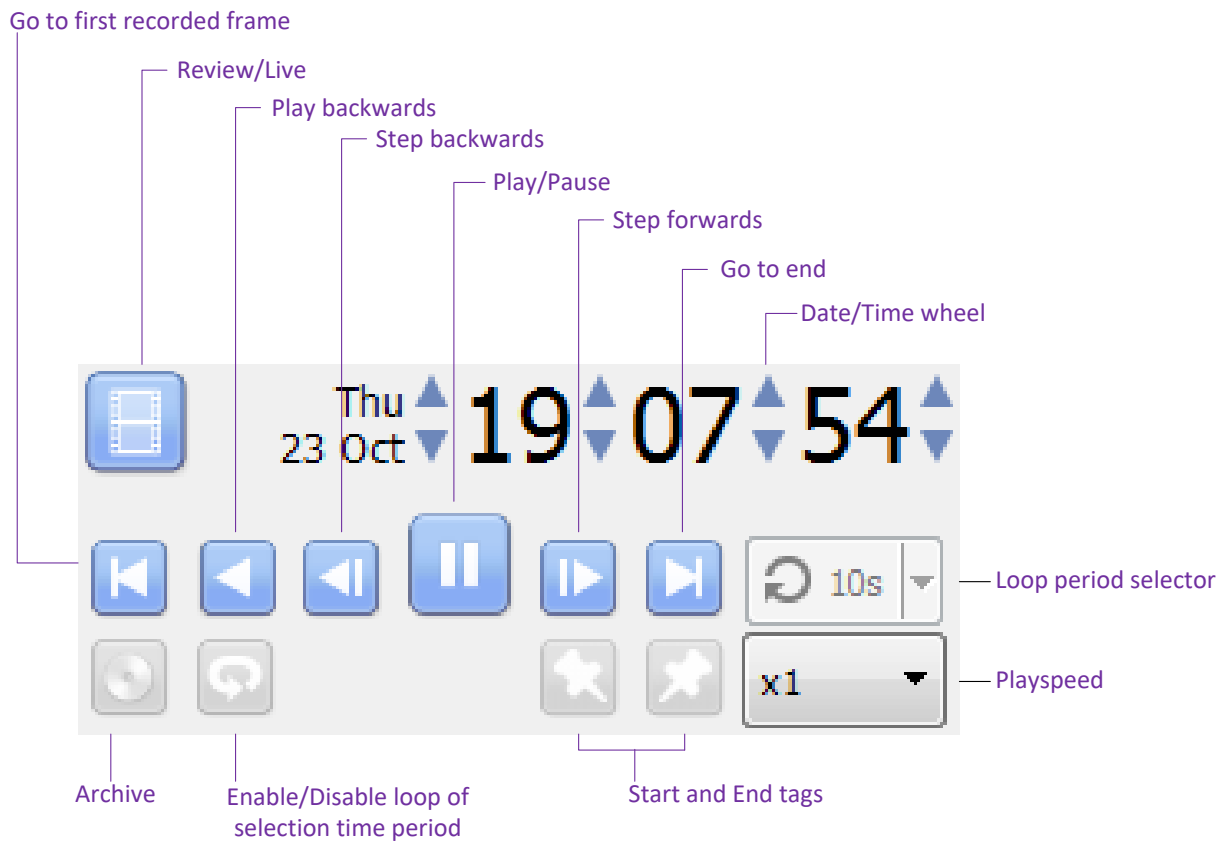 Go to first recorded frame
Review/Live
Play backwards
Step backwards
Play/Pause
Step forwards
Go to end
Date/Time wheel
Thu
23 Oct
19 07 54
10s
Loop period selector
x1
Playspeed
Archive
Enable/Disable loop of
selection time period
Start and End tags